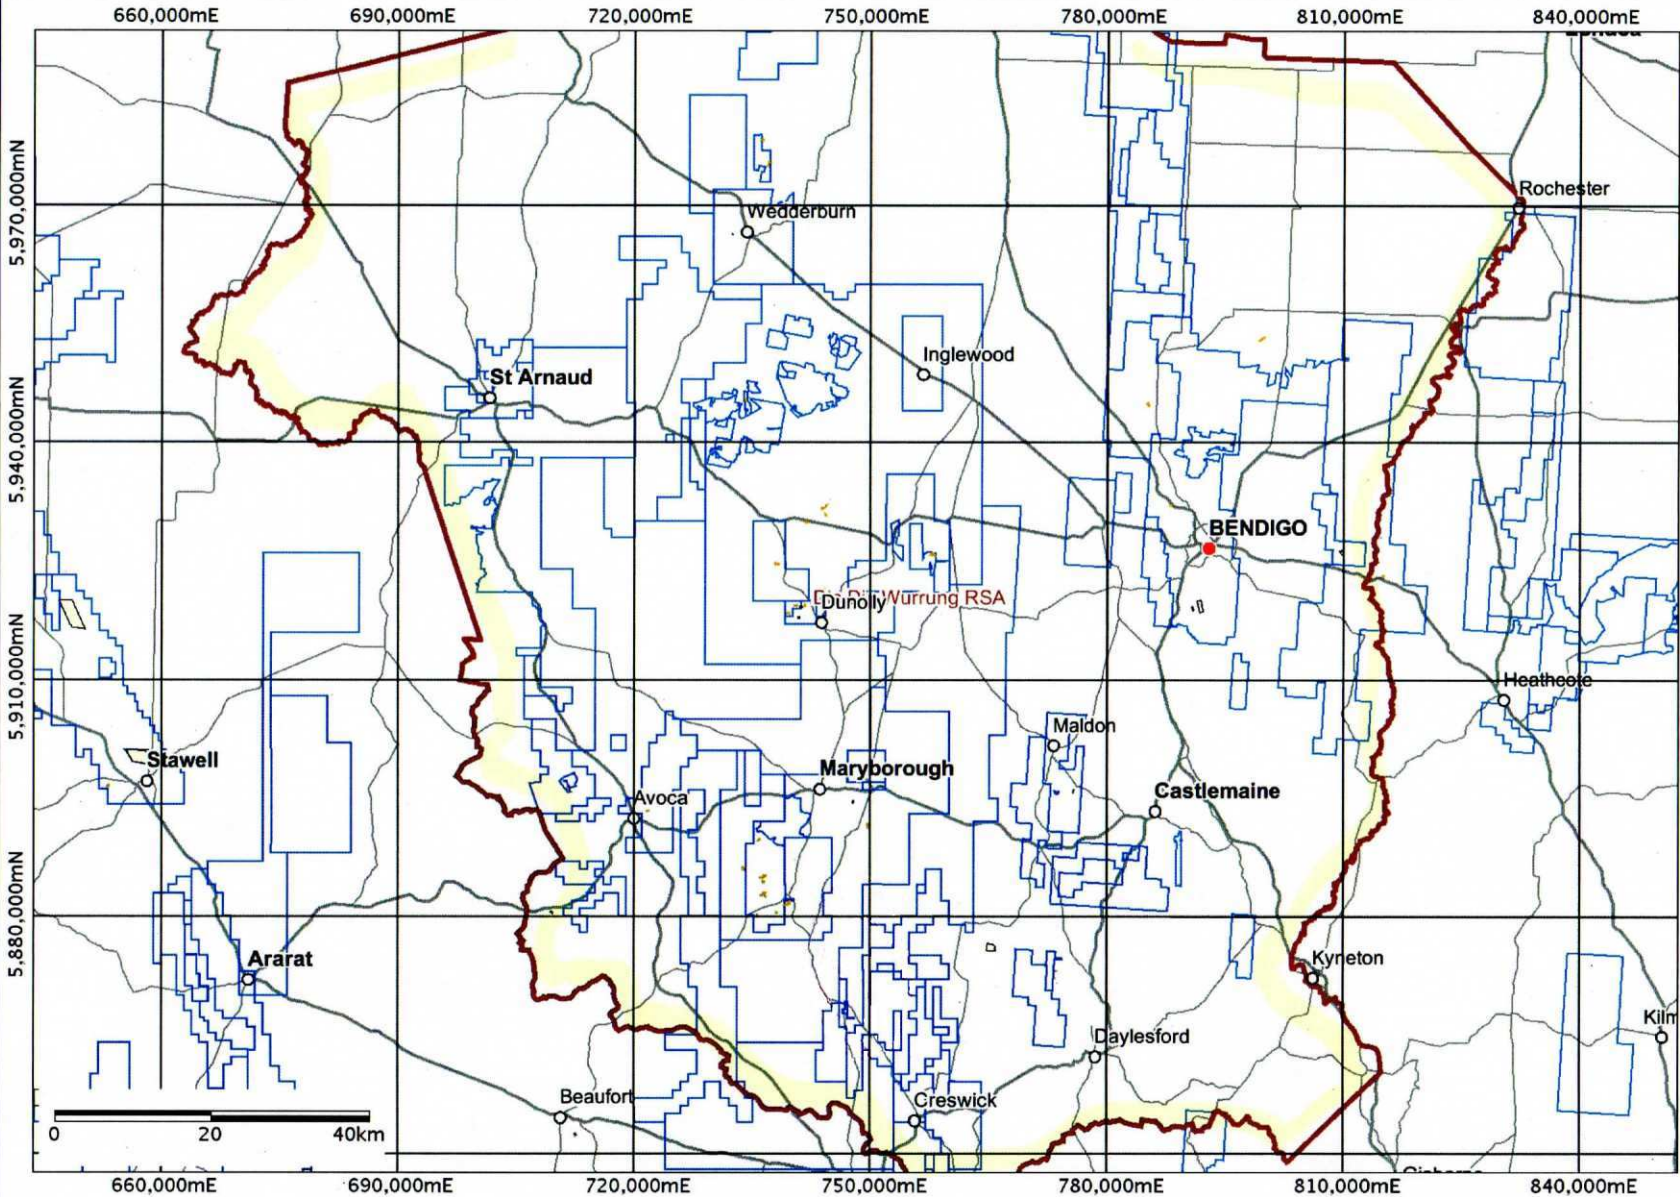 660,000mE
690,000mE
720,000mE
750,000mE
780,000mE
810,000mE
840,000mE
5,970,000mN
Rochester
Wedderburn
Inglewood
St Arnaud
5,940,000mN
BENDIGO
Dunolly
Wurrung RSA
5,910,000mN
Heathcote
Maldon
Stawell
Maryborough
Avoca
Castlemaine
5,880,000mN
Ararat
Kyneton
Kilm
Daylesford
Beaufort
Creswick
0 20 40km
660,000mE
690,000mE
720,000mE
750,000mE
780,000mE
810,000mE
840,000mE